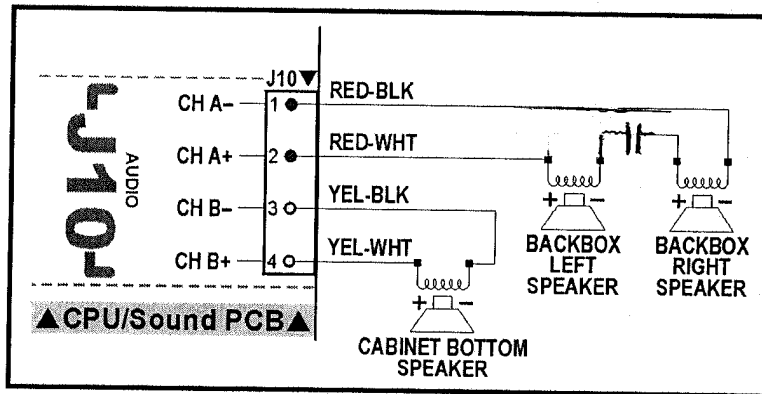 J10▼
CH A– 1 RED-BLK
CH A+ 2 RED-WHT
CH B– 3 YEL-BLK
CH B+ 4 YEL-WHT
J10
AUDIO
▲CPU/Sound PCB▲
+ –
BACKBOX
LEFT
SPEAKER
+ –
BACKBOX
RIGHT
SPEAKER
+ –
CABINET BOTTOM
SPEAKER